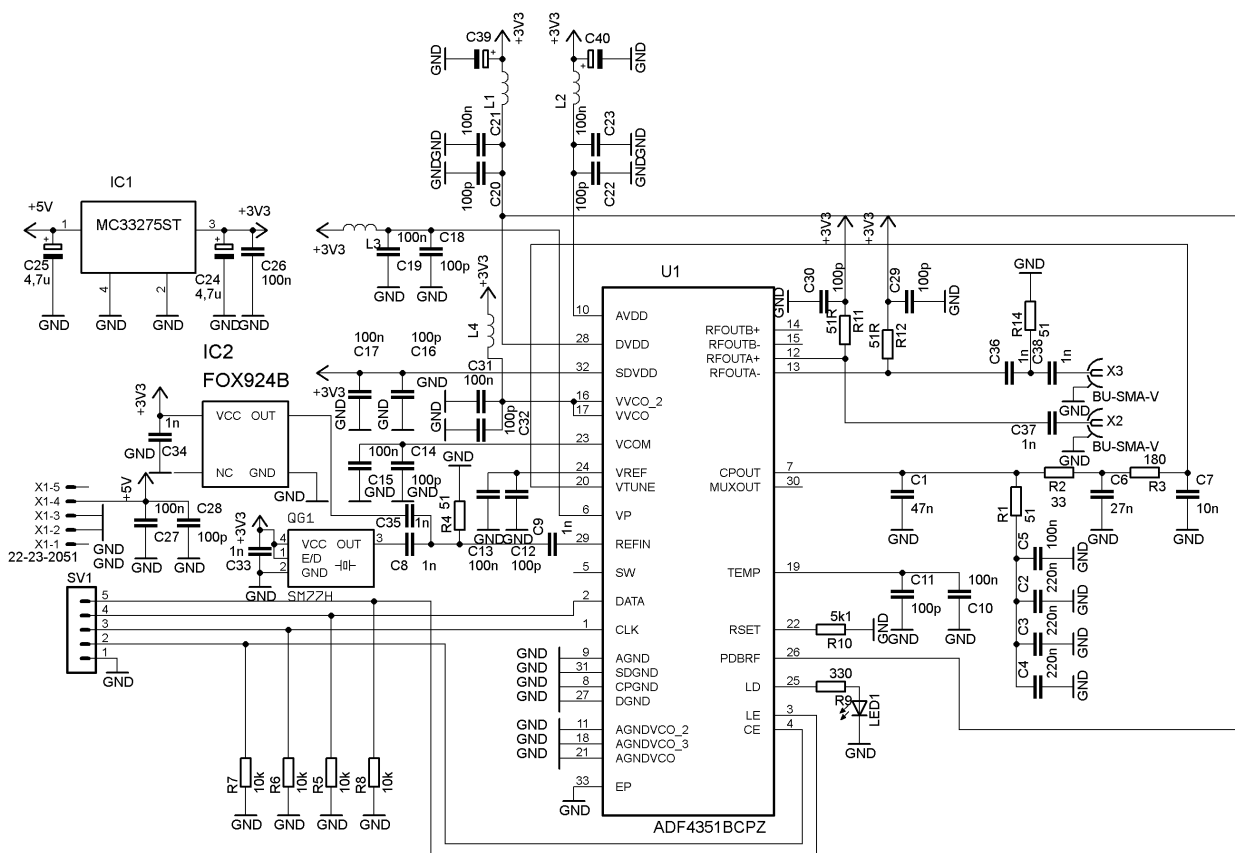 C39 +
GND
+3V3
+3V3
C40
+
GND
L1
L2
100n
C21
GND
100n
C23
GND
100p
C20
GND
100p
C22
GND
IC1
MC33275ST
+5V
1
3
+3V3
4
2
C25
4,7u
+
C24
4,7u
+
C26
100n
GND
GND
GND
GND
GND
+3V3
L3
100n
C19
C18
100p
GND
GND
+3V3
L4
U1
ADF4351BCPZ
10 AVDD
28 DVDD
32 SDVDD
16 VVCO_2
17 VVCO
23 VCOM
24 VREF
20 VTUNE
6 VP
29 REFIN
5 SW
2 DATA
1 CLK
9 AGND
31 SDGND
8 CPGND
27 DGND
11 AGNDVCO_2
18 AGNDVCO_3
21 AGNDVCO
33 EP
RFOUTB+ 14
RFOUTB- 15
RFOUTA+ 12
RFOUTA- 13
CPOUT 7
MUXOUT 30
TEMP 19
RSET 22
PDBRF 26
LD 25
LE 3
CE 4
GND
GND
GND
GND
GND
GND
GND
GND
100n
C17
100p
C16
+3V3
GND
GND
GND
C31
100n
GND
100p
C32
100n
C15
C14
100p
GND
GND
IC2
FOX924B
VCC OUT
NC GND
+3V3
1n
C34
GND
GND
+5V
X1-5
X1-4
X1-3
X1-2
X1-1
22-23-2051
GND
GND
100n
C27
C28
100p
GND
GND
QG1
VCC OUT
E/D
GND
SM77H
4
1
2
3
+3V3
1n
C33
GND
C35
1n
C8
1n
GND
R4
51
GND
GND
C13
100n
C12
100p
C9
1n
SV1
5
4
3
2
1
GND
R7
10k
R6
10k
R5
10k
R8
10k
GND
GND
GND
GND
+3V3
+3V3
C30
100p
GND
C29
100p
GND
51R
R11
51R
R12
GND
R14
51
C36
1n
C38
1n
X3
BU-SMA-V
GND
C37
1n
X2
BU-SMA-V
GND
C1
47n
GND
R1
51
R2
33
C6
27n
GND
180
R3
C7
10n
GND
C5
100n
GND
C2
220n
GND
C3
220n
GND
C4
220n
GND
C11
100p
100n
C10
GND
GND
5k1
R10
GND
330
R9
LED1
GND